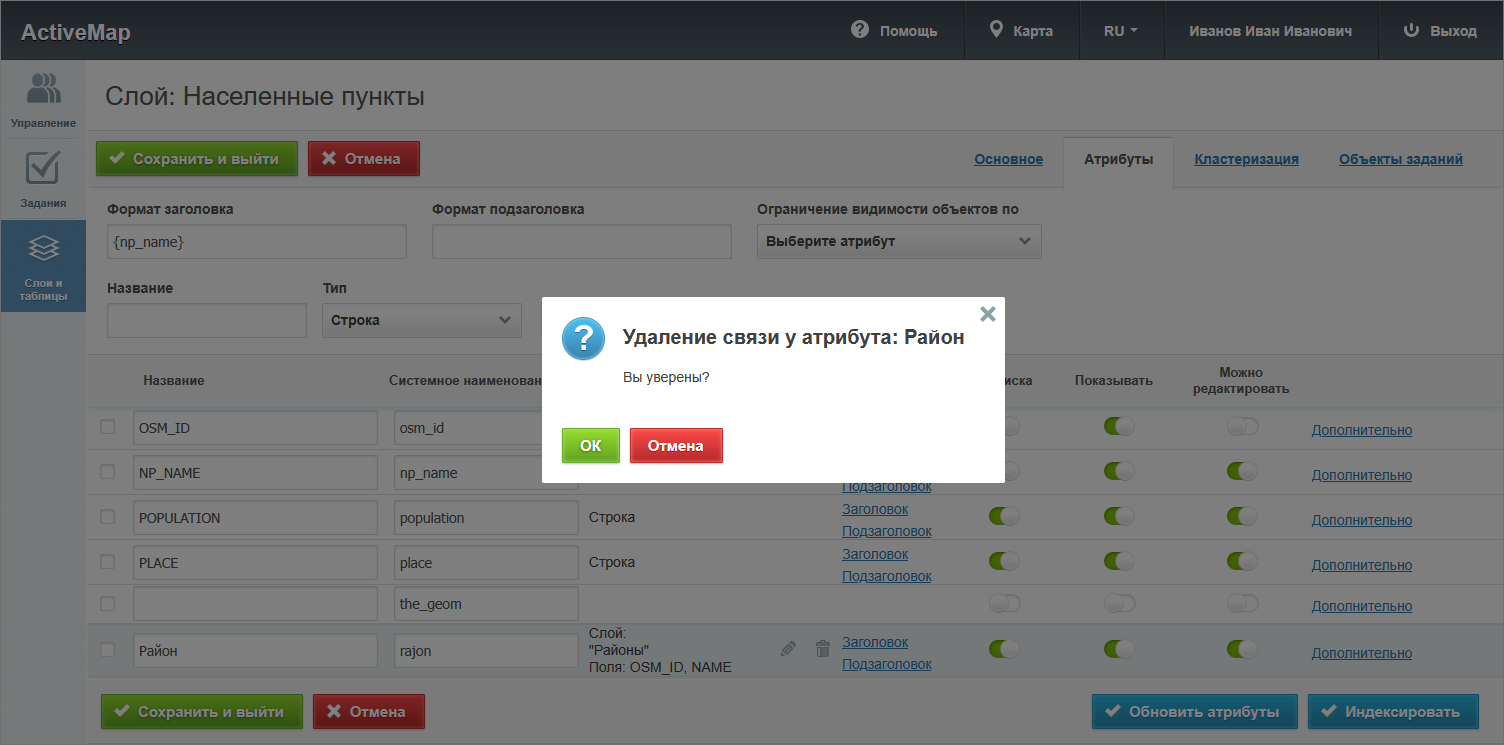 ActiveMap
Помощь
Карта
RU
Иванов Иван Иванович
Выход
Управление
Задания
Слои и
таблицы
Слой: Населенные пункты
Сохранить и выйти
Отмена
Основное
Атрибуты
Кластеризация
Объекты заданий
Формат заголовка
Формат подзаголовка
Ограничение видимости объектов по
{np_name}
Выберите атрибут
Название
Тип
Строка
Удаление связи у атрибута: Район
Вы уверены?
ОК
Отмена
Название
Системное наименован
иска
Показывать
Можно
редактировать
OSM_ID
osm_id
Дополнительно
NP_NAME
np_name
Подзаголовок
Дополнительно
POPULATION
population
Строка
Заголовок
Подзаголовок
Дополнительно
PLACE
place
Строка
Заголовок
Подзаголовок
Дополнительно
the_geom
Дополнительно
Район
rajon
Слой:
"Районы"
Поля: OSM_ID, NAME
Заголовок
Подзаголовок
Дополнительно
Сохранить и выйти
Отмена
Обновить атрибуты
Индексировать